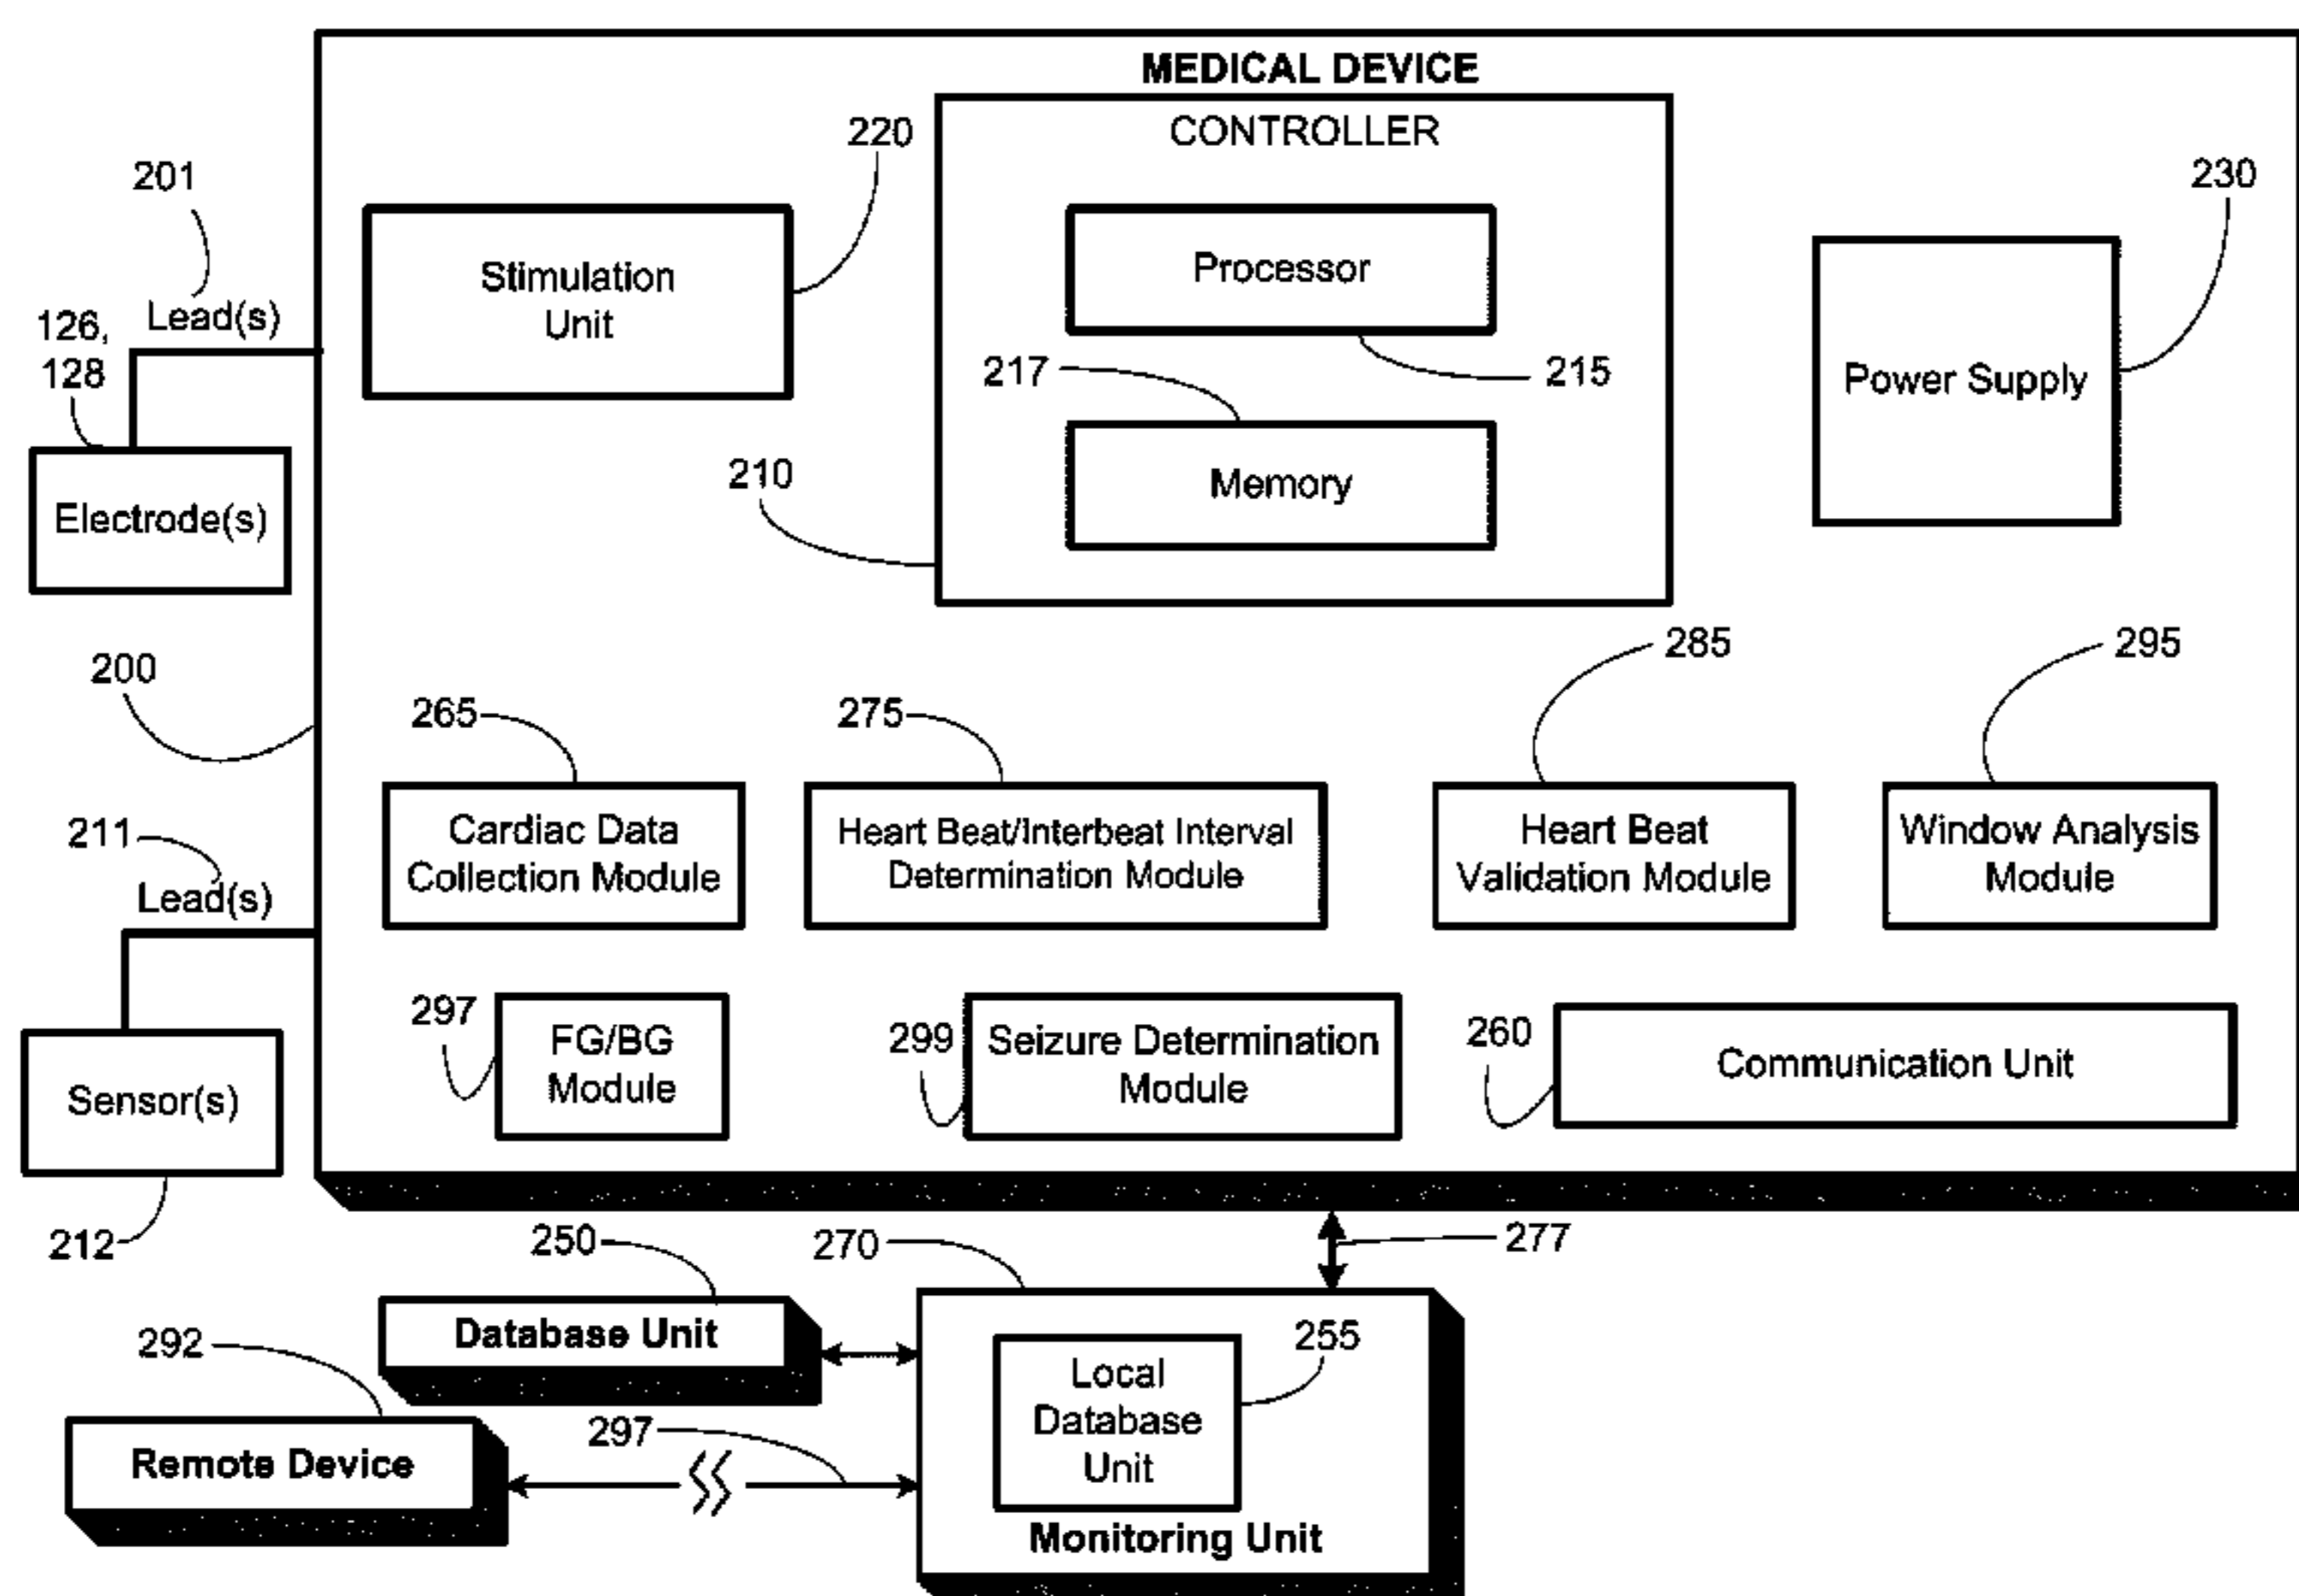 MEDICAL DEVICE
CONTROLLER
220
230
201
Stimulation
Unit
Processor
Lead(s)
126,
128
217
215
Power Supply
210
Memory
Electrode(s)
200
285
295
265
275
Cardiac Data
Collection Module
Heart Beat/Interbeat Interval
Determination Module
Heart Beat
Validation Module
Window Analysis
Module
211
Lead(s)
297
FG/BG
Module
299
Seizure Determination
Module
260
Communication Unit
Sensor(s)
212
250
270
277
Database Unit
292
255
Local
Database
Unit
297
Remote Device
Monitoring Unit